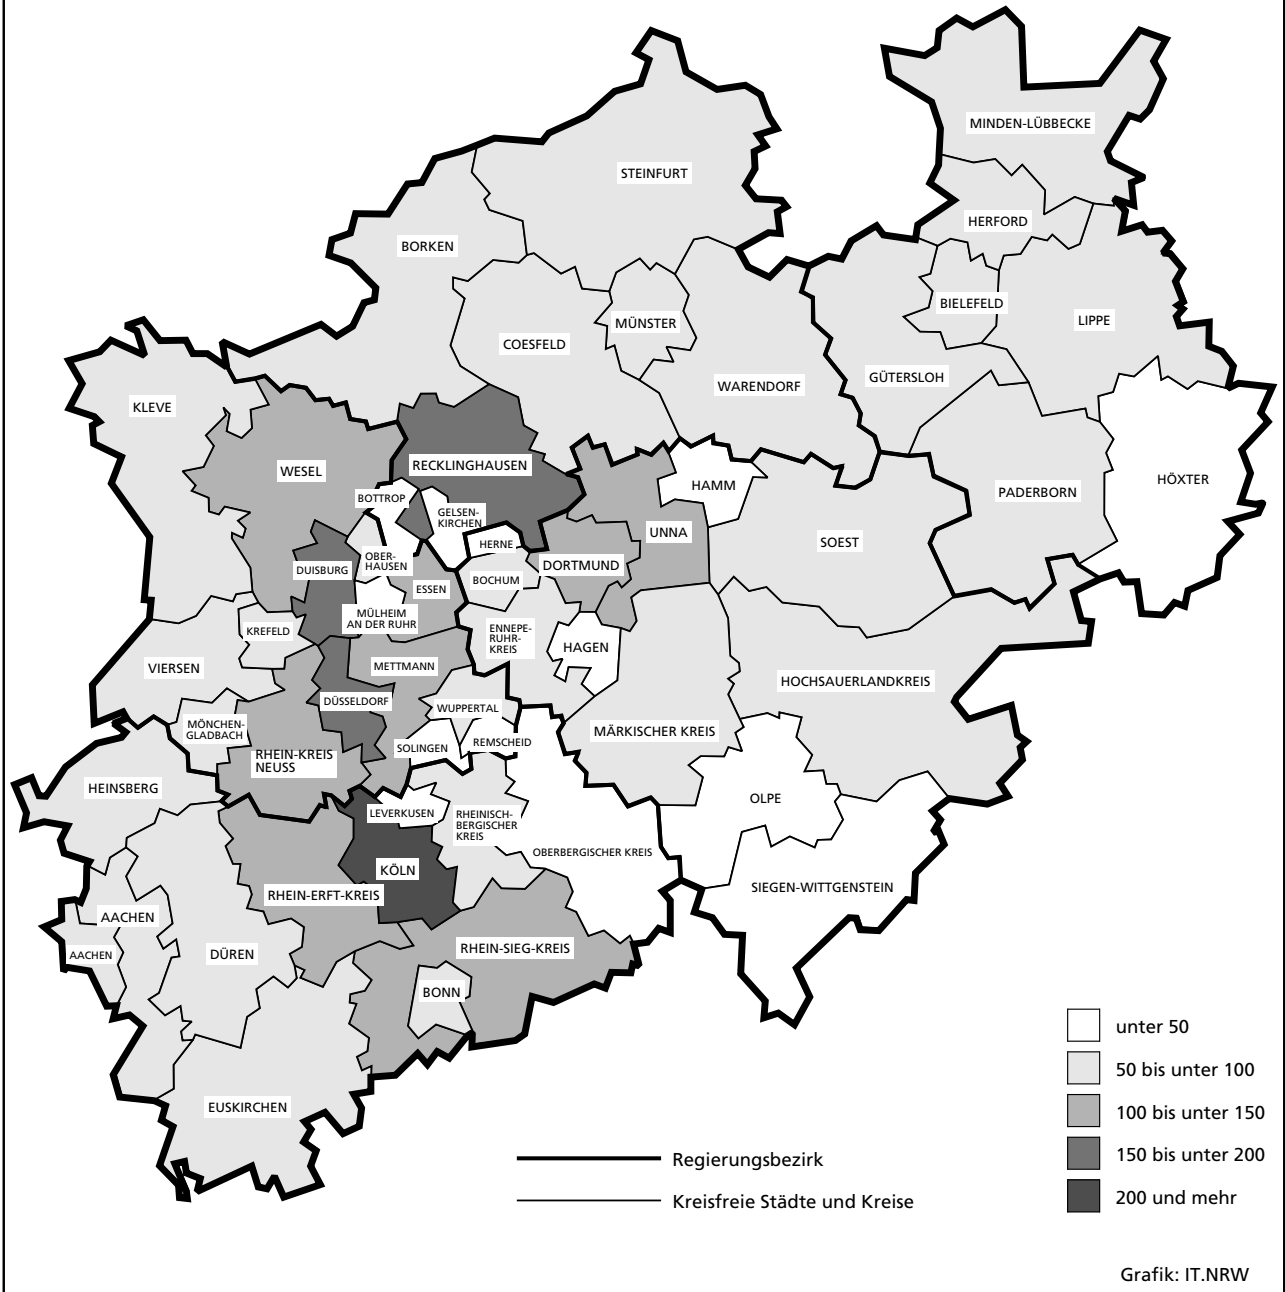 MINDEN-LÜBBECKE
STEINFURT
HERFORD
BORKEN
BIELEFELD
LIPPE
MÜNSTER
COESFELD
GÜTERSLOH
WARENDORF
KLEVE
WESEL
RECKLINGHAUSEN
HÖXTER
HAMM
PADERBORN
BOTTROP
GELSEN-
KIRCHEN
UNNA
SOEST
HERNE
OBER-
HAUSEN
DORTMUND
DUISBURG
BOCHUM
ESSEN
MÜLHEIM
AN DER RUHR
KREFELD
ENNEPE-
RUHR-
KREIS
HAGEN
VIERSEN
METTMANN
HOCHSAUERLANDKREIS
DÜSSELDORF
WUPPERTAL
MÖNCHEN-
GLADBACH
MÄRKISCHER KREIS
SOLINGEN
REMSCHEID
RHEIN-KREIS
NEUSS
HEINSBERG
OLPE
LEVERKUSEN
RHEINISCH-
BERGISCHER
KREIS
OBERBERGISCHER KREIS
KÖLN
SIEGEN-WITTGENSTEIN
RHEIN-ERFT-KREIS
AACHEN
AACHEN
DÜREN
RHEIN-SIEG-KREIS
BONN
EUSKIRCHEN
unter 50
50 bis unter 100
100 bis unter 150
150 bis unter 200
200 und mehr
Regierungsbezirk
Kreisfreie Städte und Kreise
Grafik: IT.NRW